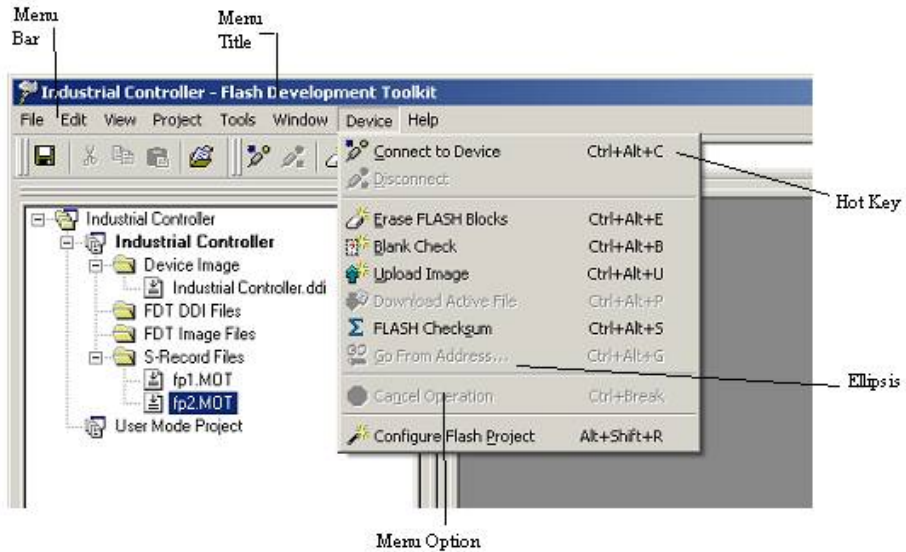 Menu
Bar
Menu
Title
Industrial Controller - Flash Development Toolkit
File Edit View Project Tools Window Device Help
Connect to Device Ctrl+Alt+C
Disconnect
Hot Key
Erase FLASH Blocks Ctrl+Alt+E
Blank Check Ctrl+Alt+B
Upload Image Ctrl+Alt+U
Download Active File Ctrl+Alt+P
FLASH Checksum Ctrl+Alt+S
Go From Address... Ctrl+Alt+G
Ellipsis
Cancel Operation Ctrl+Break
Configure Flash Project Alt+Shift+R
Industrial Controller
Industrial Controller
Device Image
Industrial Controller.ddi
FDT DDI Files
FDT Image Files
S-Record Files
fp1.MOT
fp2.MOT
User Mode Project
Menu Option